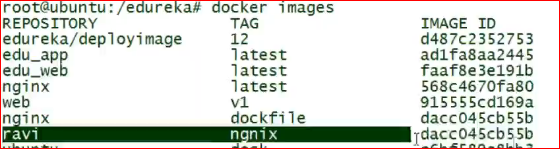 root@ubuntu:/edureka# docker images
REPOSITORY TAG IMAGE ID
edureka/deployimage 12 d487c2352753
edu_app latest ad1fa8aa2445
edu_web latest faaf8e3e191b
nginx latest 568c4670fa80
web v1 915555cd169a
nginx dockfile dacc045cb55b
ravi ngnix dacc045cb55b